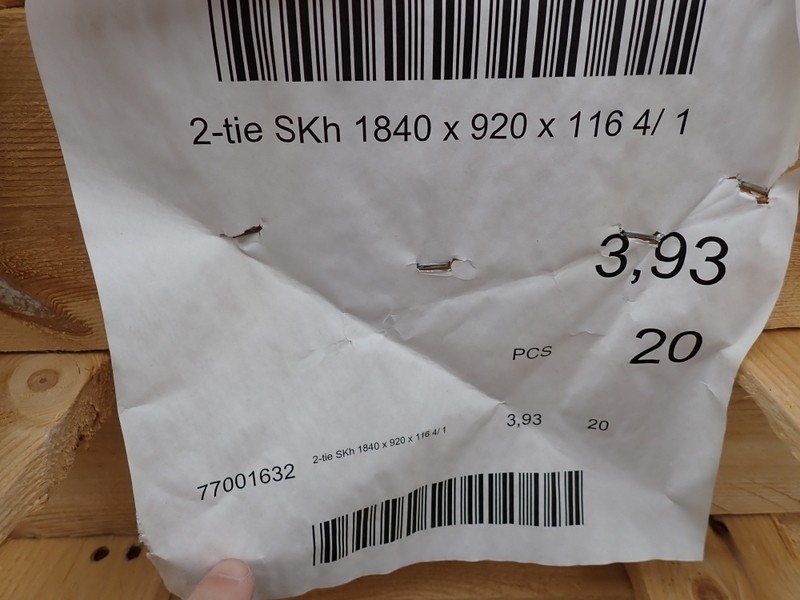 2-tie SKh 1840 x 920 x 116 4/ 1
3,93
PCS 20
2-tie SKh 1840 x 920 x 116 4/ 1 3,93 20
77001632